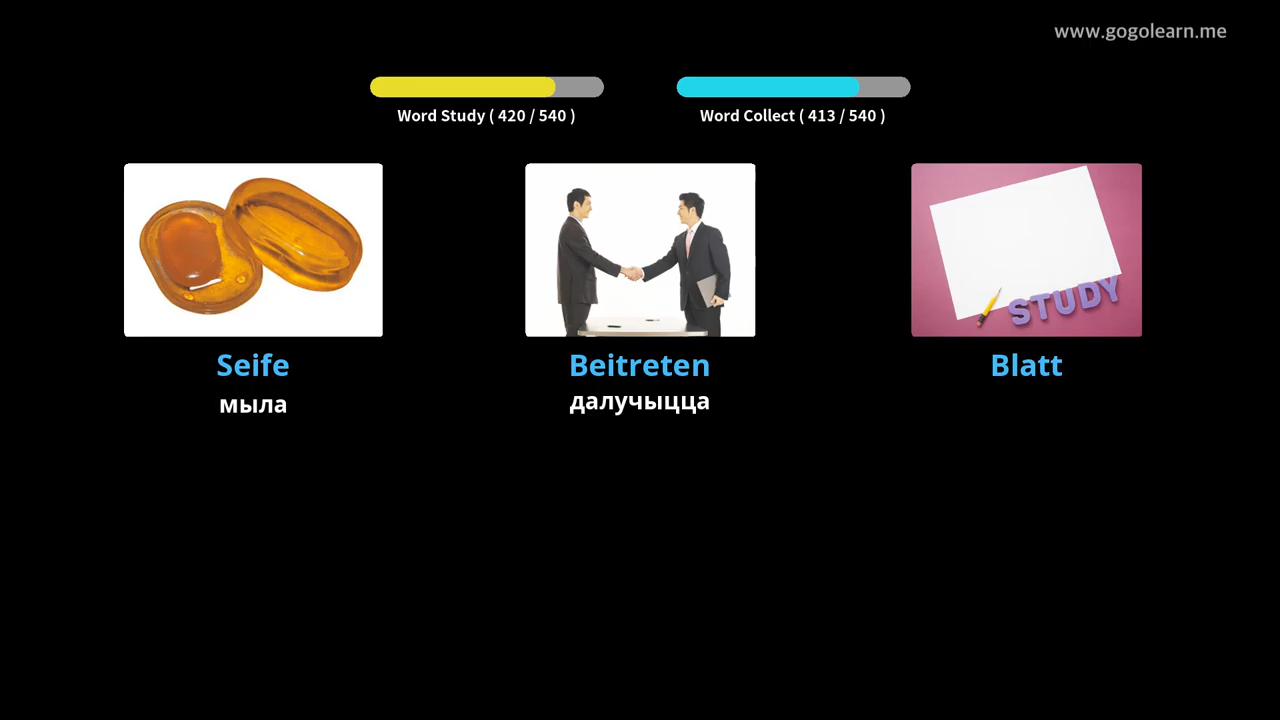 www.gogolearn.me
Word Study ( 420 / 540 )
Word Collect ( 413 / 540 )
STUDY
Seife
Beitreten
Blatt
мыла
далучыцца